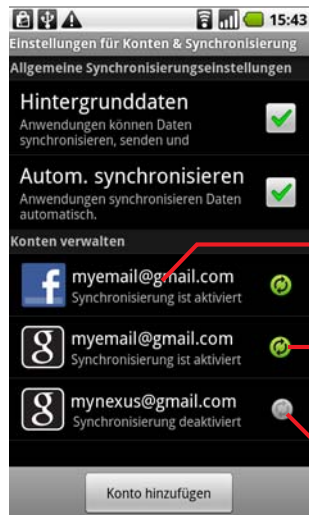 15:43
Einstellungen für Konten & Synchronisierung
Allgemeine Synchronisierungseinstellungen
Hintergrunddaten
Anwendungen können Daten
synchronisieren, senden und
Autom. synchronisieren
Anwendungen synchronisieren Daten
automatisch.
Konten verwalten
myemail@gmail.com
Synchronisierung ist aktiviert
myemail@gmail.com
Synchronisierung ist aktiviert
mynexus@gmail.com
Synchronisierung deaktiviert
Konto hinzufügen